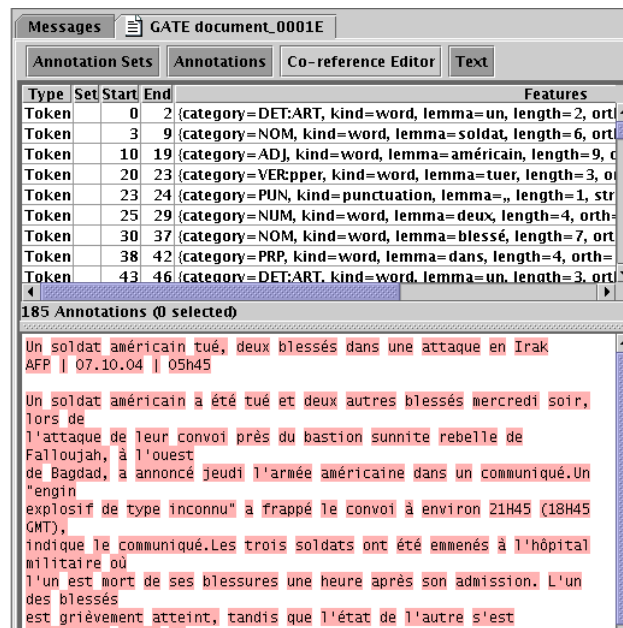 Messages GATE document_0001E
Annotation Sets Annotations Co-reference Editor Text
Type Set Start End Features
Token 0 2 {category=DET:ART, kind=word, lemma=un, length=2, ort
Token 3 9 {category=NOM, kind=word, lemma=soldat, length=6, ort
Token 10 19 {category=ADJ, kind=word, lemma=américain, length=9, o
Token 20 23 {category=VER:pper, kind=word, lemma=tuer, length=3, o
Token 23 24 {category=PUN, kind=punctuation, lemma=,, length=1, str
Token 25 29 {category=NUM, kind=word, lemma=deux, length=4, orth=
Token 30 37 {category=NOM, kind=word, lemma=blessé, length=7, ort
Token 38 42 {category=PRP, kind=word, lemma=dans, length=4, orth=
Token 43 46 {category=DET:ART, kind=word, lemma=un, length=3, ort
185 Annotations (0 selected)
Un soldat américain tué, deux blessés dans une attaque en Irak
AFP | 07.10.04 | 05h45
Un soldat américain a été tué et deux autres blessés mercredi soir,
lors de
l'attaque de leur convoi près du bastion sunnite rebelle de
Falloujah, à l'ouest
de Bagdad, a annoncé jeudi l'armée américaine dans un communiqué.Un
"engin
explosif de type inconnu" a frappé le convoi à environ 21H45 (18H45
GMT),
indique le communiqué.Les trois soldats ont été emmenés à l'hôpital
militaire où
l'un est mort de ses blessures une heure après son admission. L'un
des blessés
est grièvement atteint, tandis que l'état de l'autre s'est